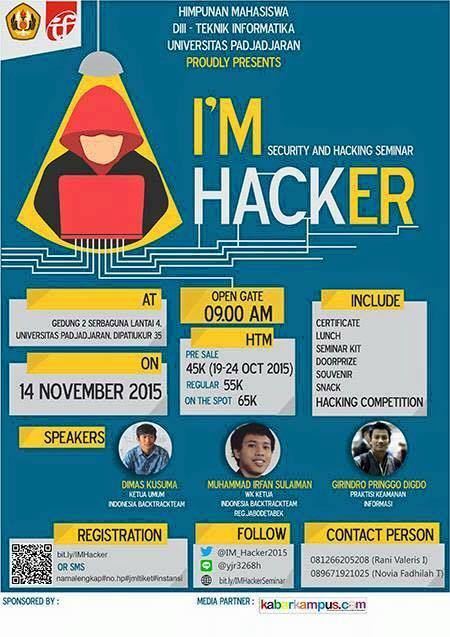 HIMPUNAN MAHASISWA
DIII - TEKNIK INFORMATIKA
UNIVERSITAS PADJADJARAN
PROUDLY PRESENTS
if
I'M
SECURITY AND HACKING SEMINAR
HACKER
AT
GEDUNG 2 SERBAGUNA LANTAI 4,
UNIVERSITAS PADJADJARAN, DIPATIUKUR 35
ON
14 NOVEMBER 2015
OPEN GATE
09.00 AM
HTM
PRE SALE
45K (19-24 OCT 2015)
REGULAR 55K
ON THE SPOT 65K
INCLUDE
CERTIFICATE
LUNCH
SEMINAR KIT
DOORPRIZE
SOUVENIR
SNACK
HACKING COMPETITION
SPEAKERS
DIMAS KUSUMA
KETUA UMUM
INDONESIA BACKTRACKTEAM
MUHAMMAD IRFAN SULAIMAN
WK KETUA
INDONESIA BACKTRACKTEAM
REG.JABODETABEK
GIRINDRO PRINGGO DIGDO
PRAKTISI KEAMANAN
INFORMASI
REGISTRATION
bit.ly/IMHacker
OR SMS
namalengkap#no.hp#jmltiket#instansi
FOLLOW
@IM_Hacker2015
@yjr3268h
bit.ly/IMHackerSeminar
CONTACT PERSON
081266205208 (Rani Valeris I)
089671921025 (Novia Fadhilah T)
SPONSORED BY :
MEDIA PARTNER :
kabarkampus.com